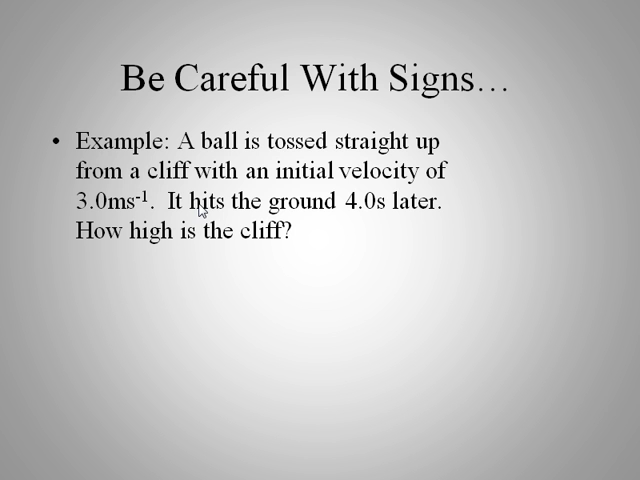 Be Careful With Signs…
• Example: A ball is tossed straight up
from a cliff with an initial velocity of
3.0ms⁻¹. It hits the ground 4.0s later.
How high is the cliff?